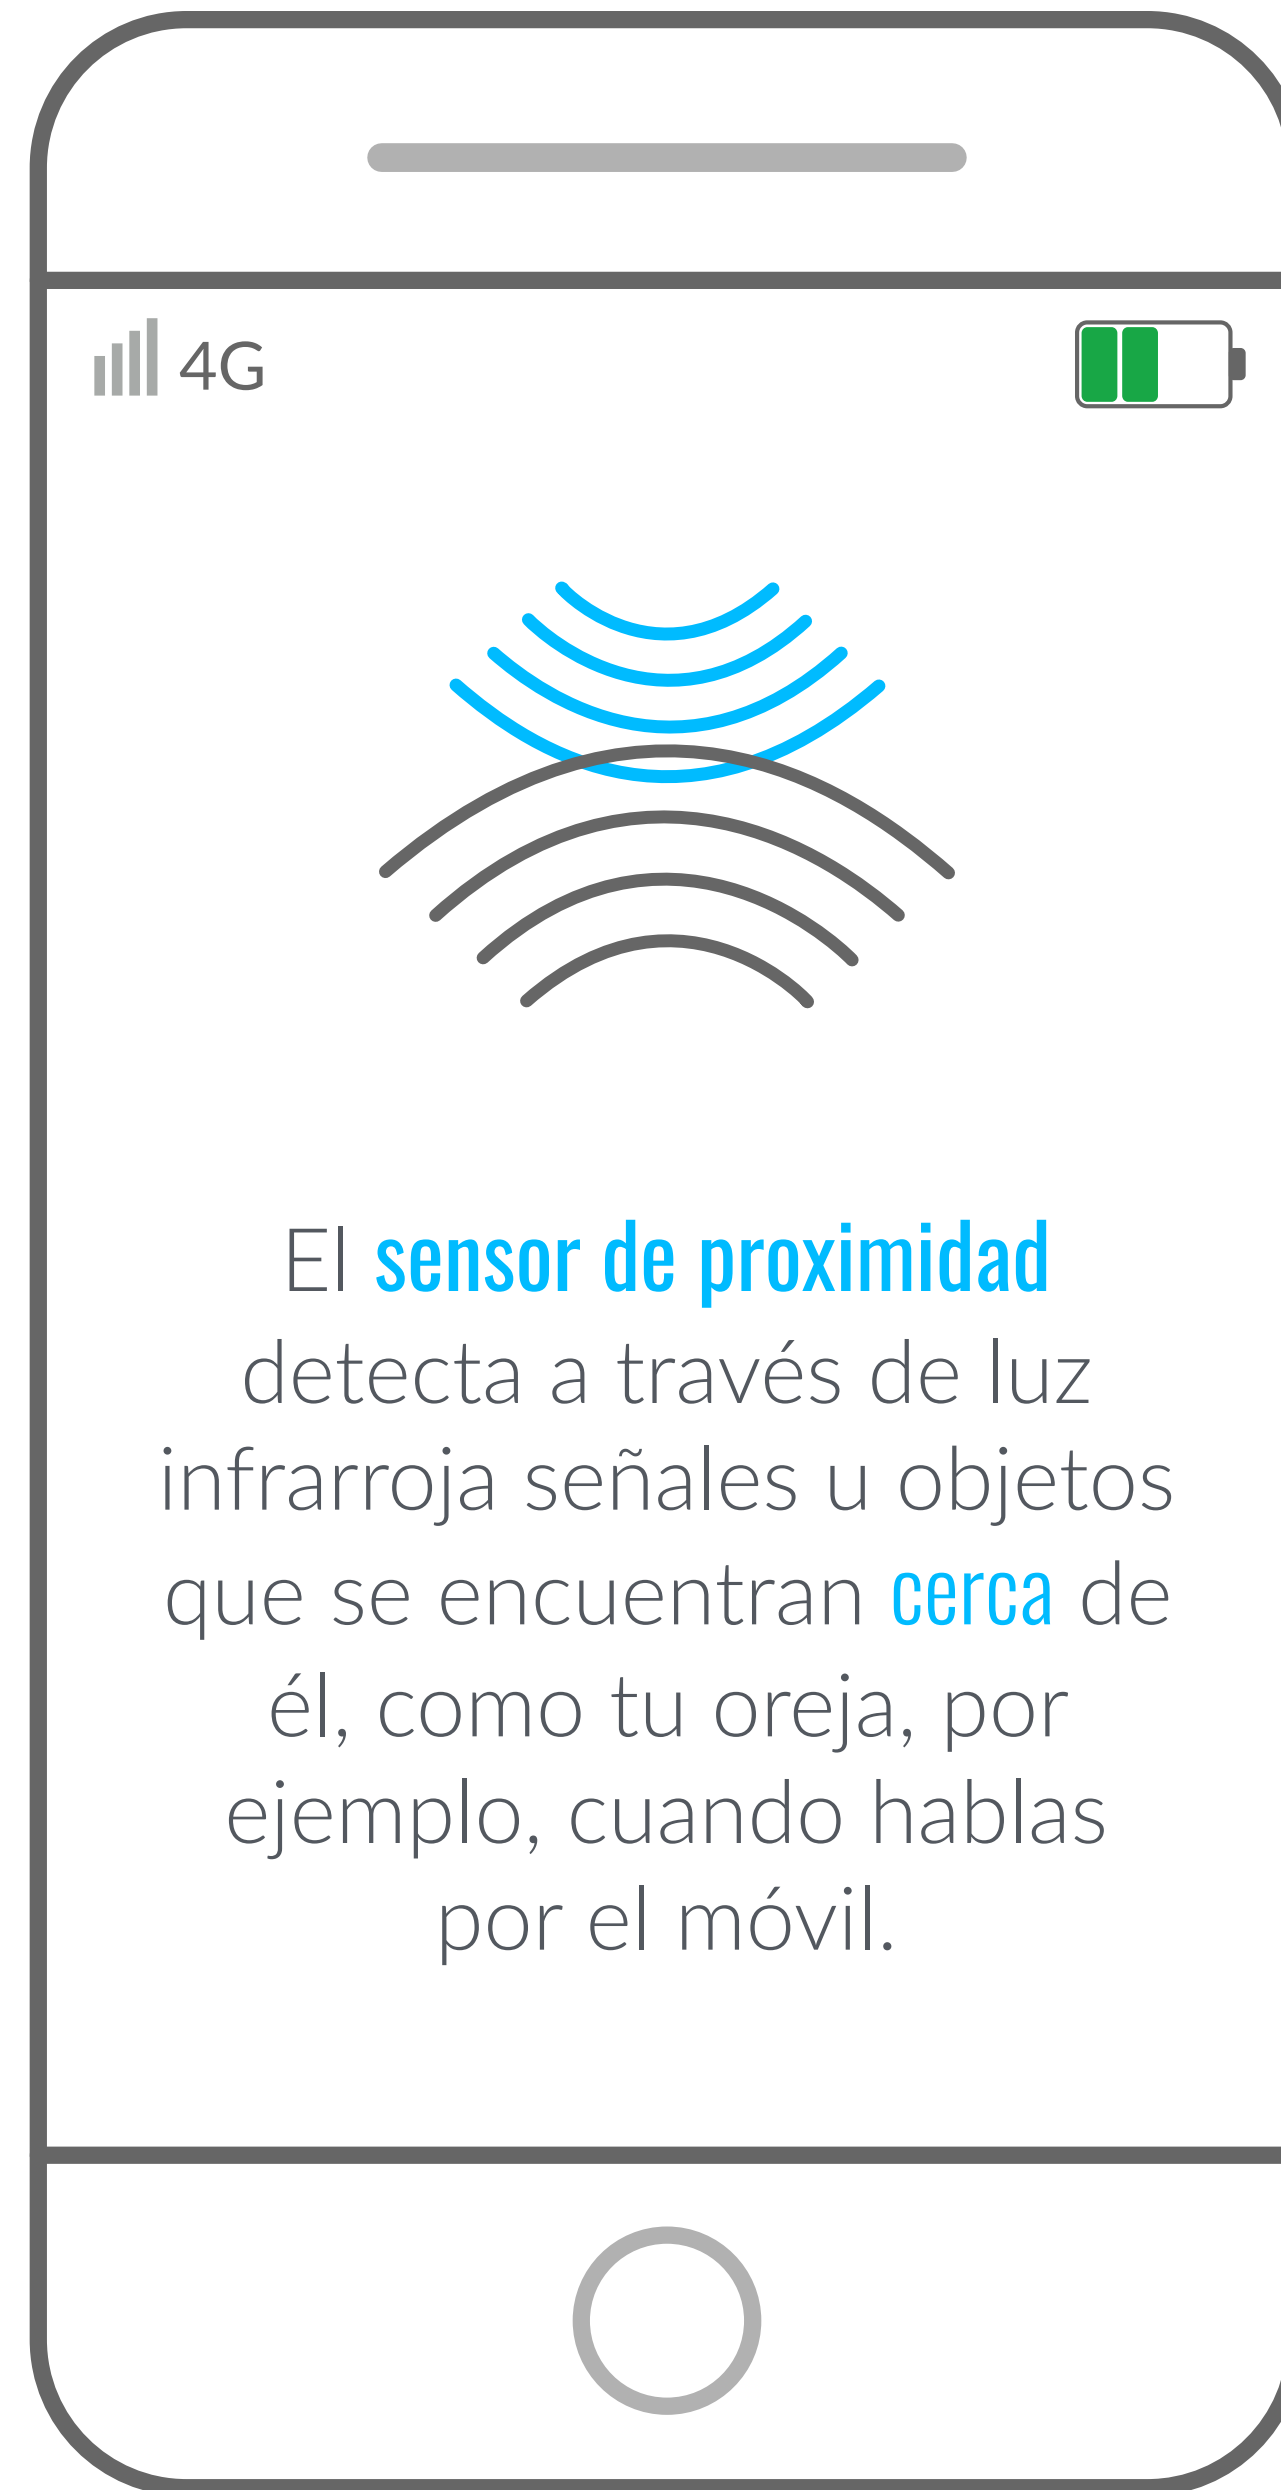 4G
El sensor de proximidad
detecta a través de luz
infrarroja señales u objetos
que se encuentran cerca de
él, como tu oreja, por
ejemplo, cuando hablas
por el móvil.